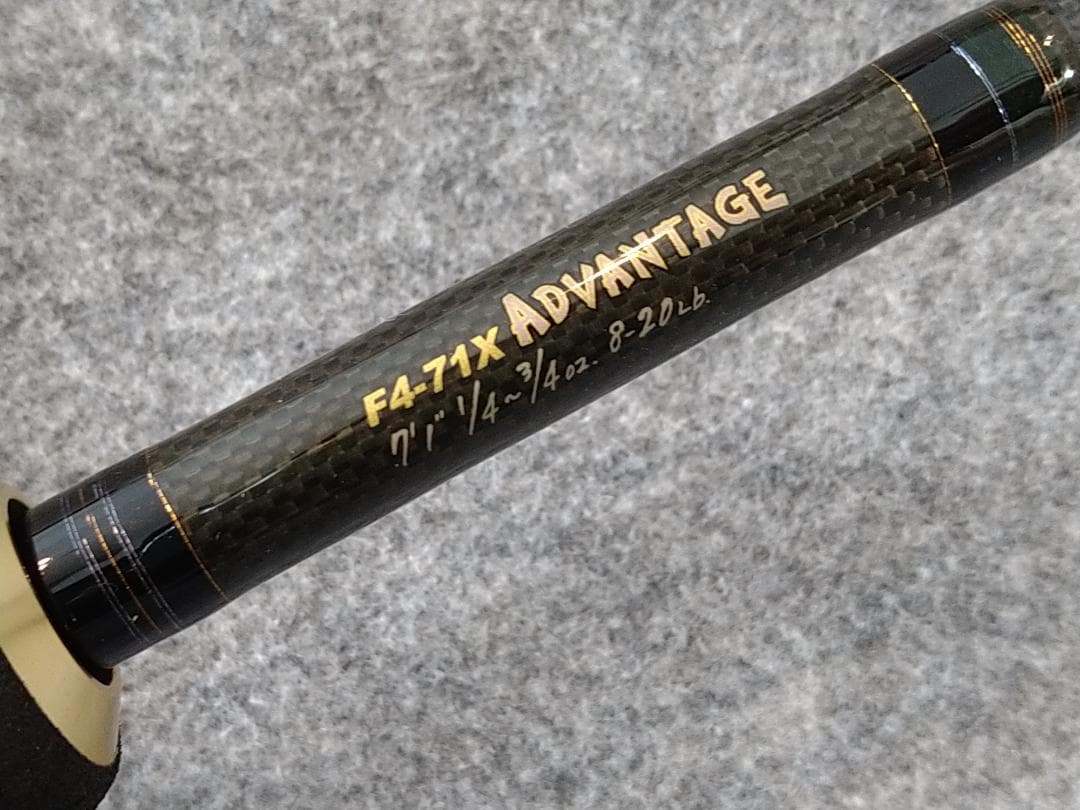 F4-71X ADVANTAGE
7'1" 1/4~3/4oz. 8-20Lb.